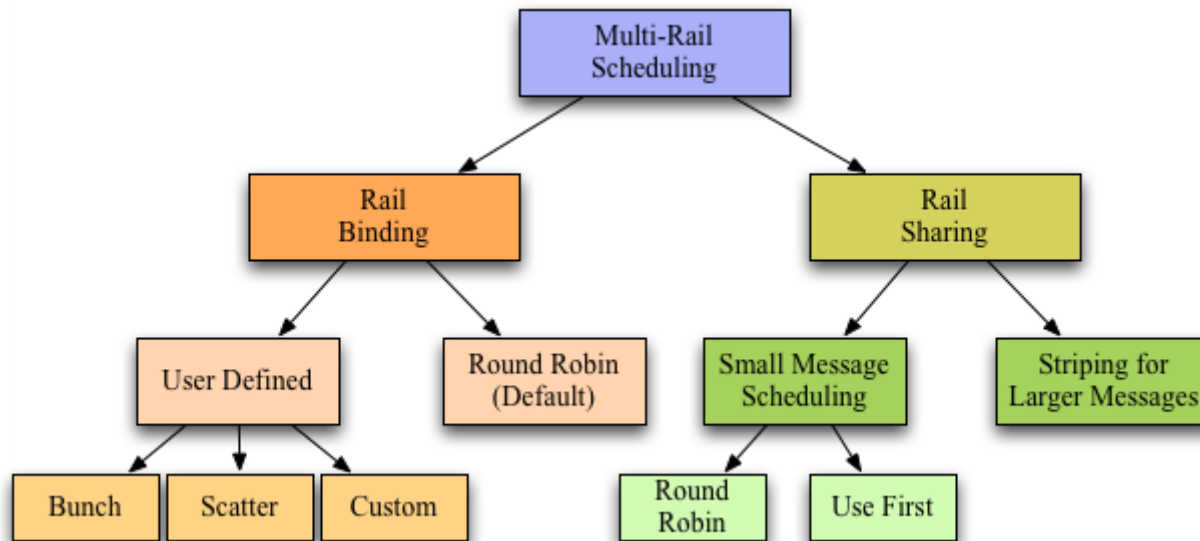 Multi-Rail
Scheduling
Rail
Binding
Rail
Sharing
User Defined
Round Robin
(Default)
Small Message
Scheduling
Striping for
Larger Messages
Bunch
Scatter
Custom
Round
Robin
Use First